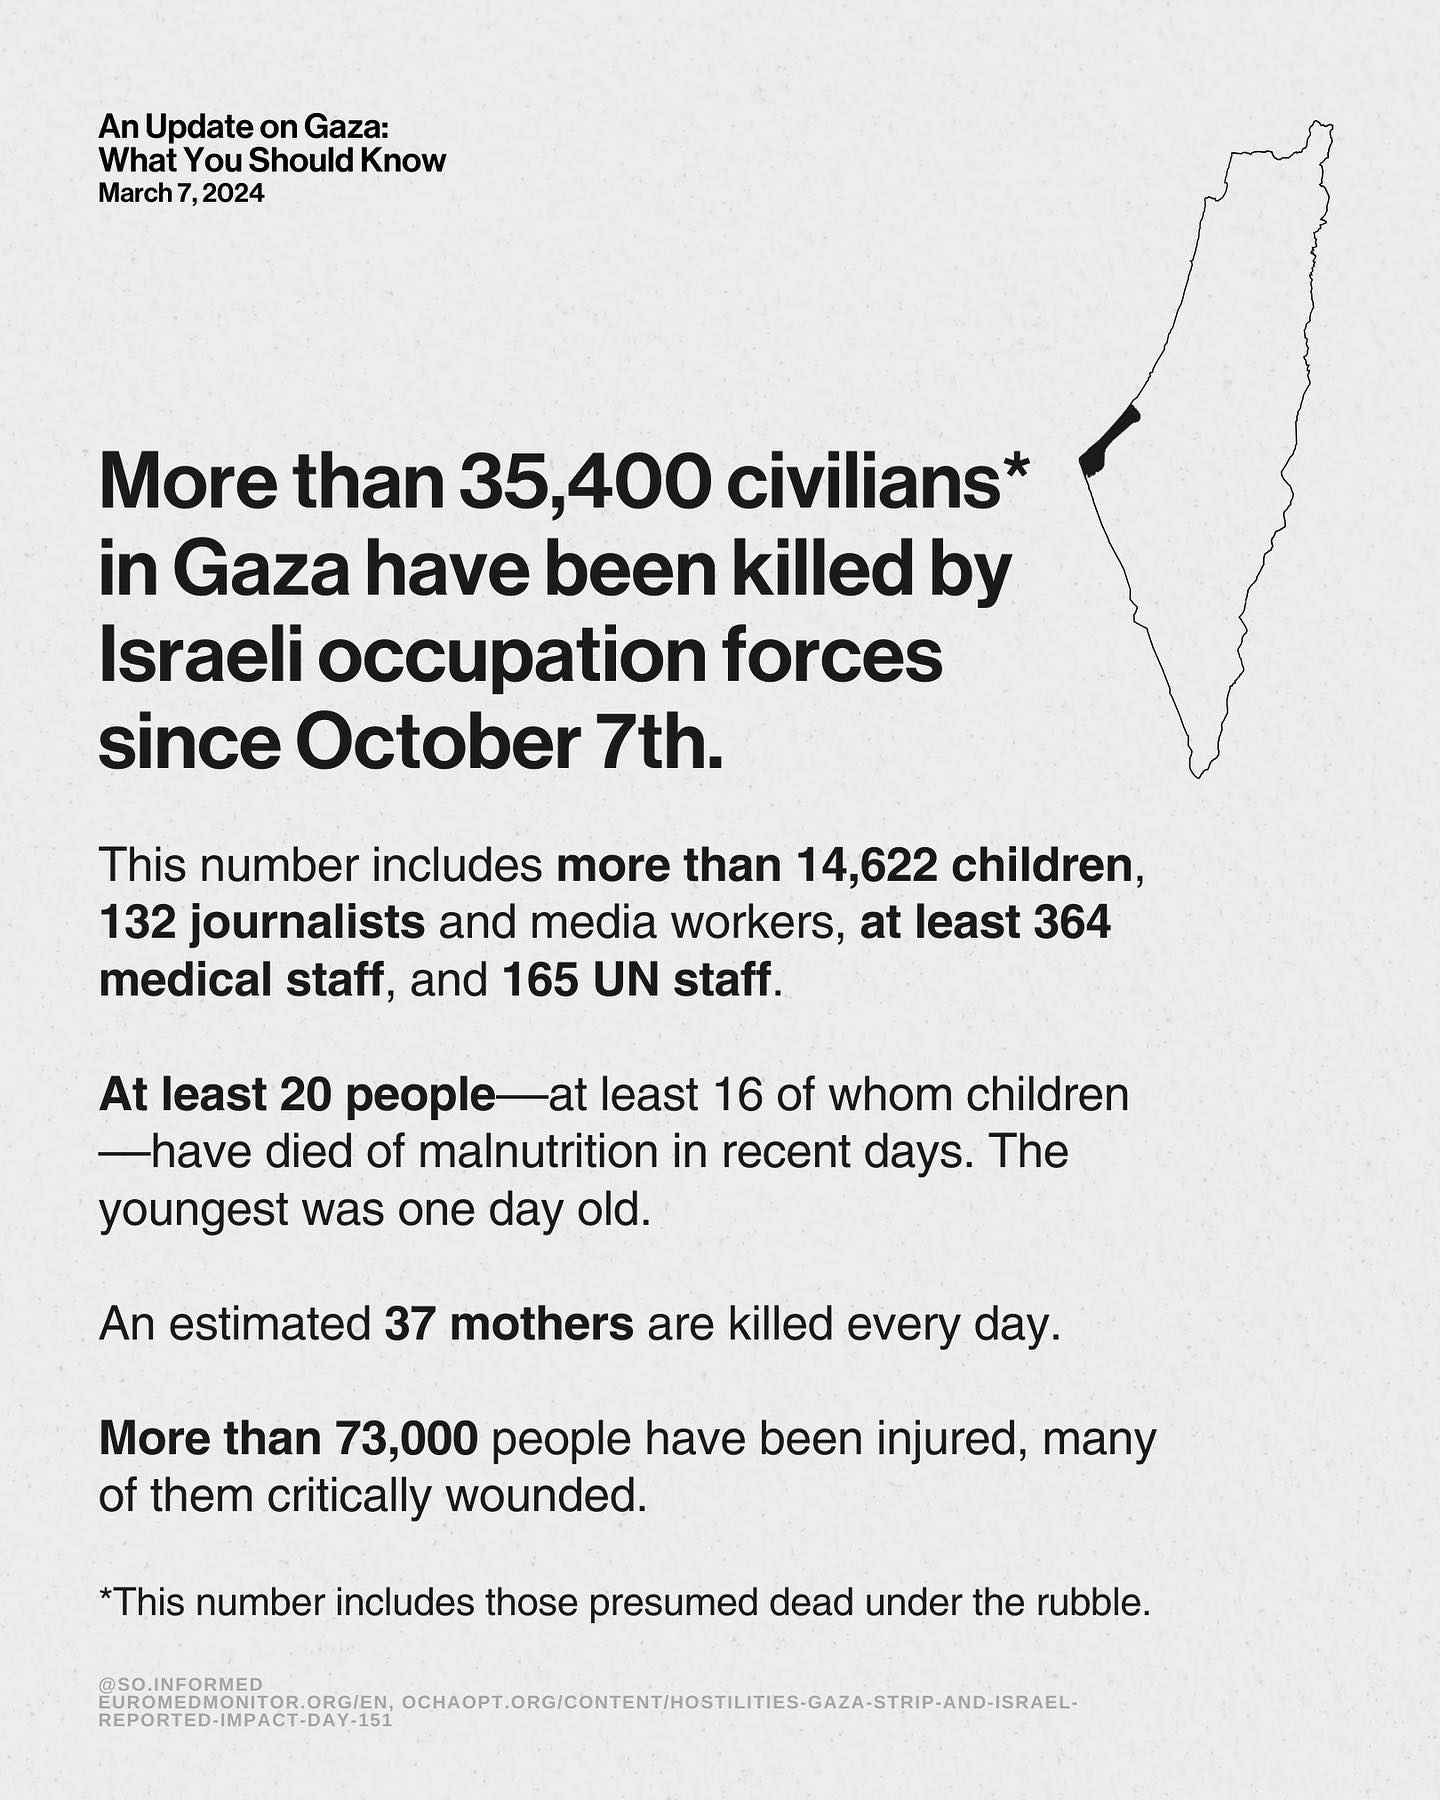 An Update on Gaza:
What You Should Know
March 7, 2024
More than 35,400 civilians*
in Gaza have been killed by
Israeli occupation forces
since October 7th.
This number includes more than 14,622 children,
132 journalists and media workers, at least 364
medical staff, and 165 UN staff.
At least 20 people—at least 16 of whom children
—have died of malnutrition in recent days. The
youngest was one day old.
An estimated 37 mothers are killed every day.
More than 73,000 people have been injured, many
of them critically wounded.
*This number includes those presumed dead under the rubble.
@SO.INFORMED
EUROMEDMONITOR.ORG/EN, OCHAOPT.ORG/CONTENT/HOSTILITIES-GAZA-STRIP-AND-ISRAEL-
REPORTED-IMPACT-DAY-151